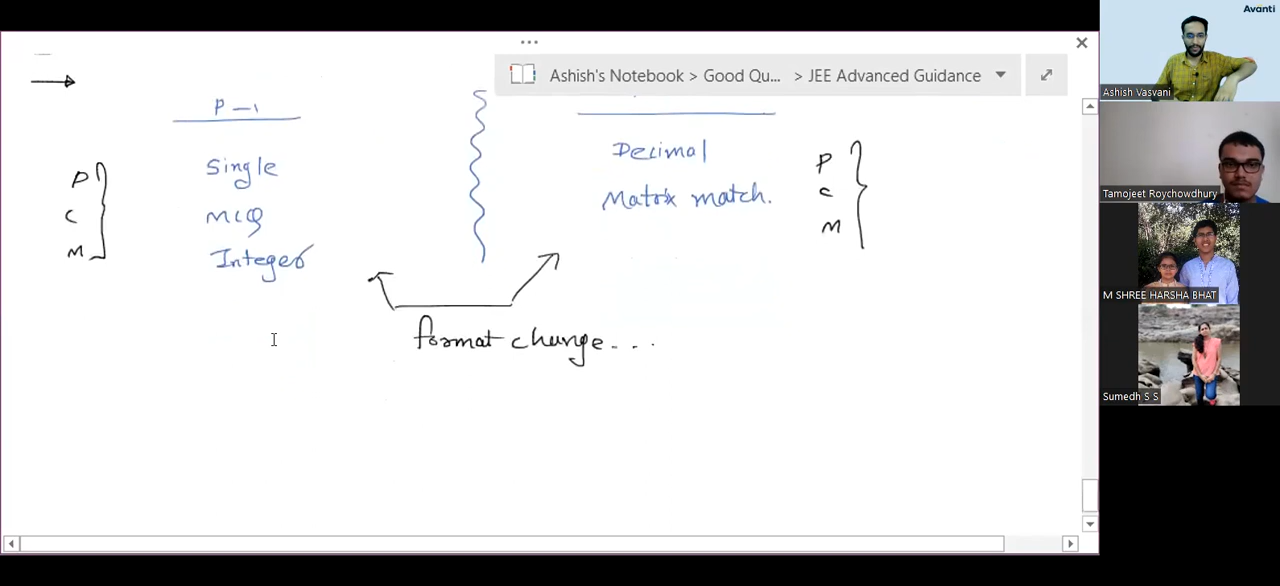 Avanti
...
Ashish's Notebook > Good Qu... > JEE Advanced Guidance
Ashish Vasvani
P-1
P
C
M
Single
MCQ
Integer
Decimal
Matrix match.
P
C
M
format change....
Tamojeet Roychowdhury
M SHREE HARSHA BHAT
Sumedh S S